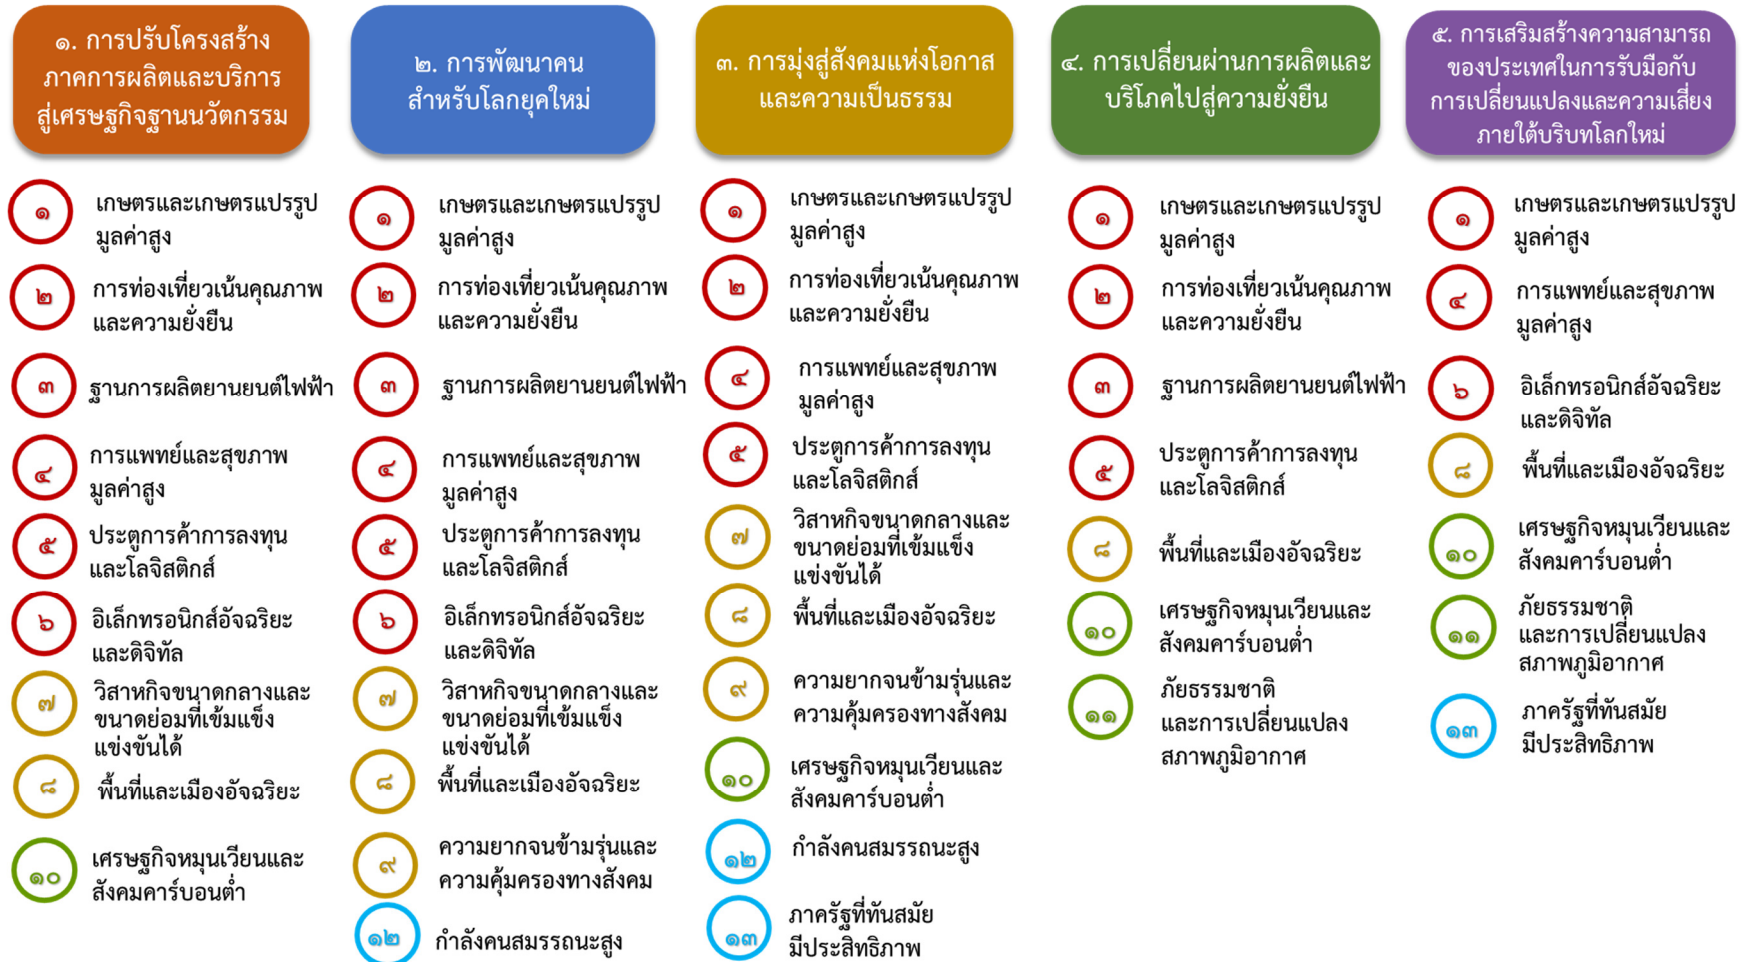 ๑. การปรับโครงสร้าง
ภาคการผลิตและบริการ
สู่เศรษฐกิจฐานนวัตกรรม
๑
เกษตรและเกษตรแปรรูป
มูลค่าสูง
๒
การท่องเที่ยวเน้นคุณภาพ
และความยั่งยืน
๓
ฐานการผลิตยานยนต์ไฟฟ้า
๔
การแพทย์และสุขภาพ
มูลค่าสูง
๕
ประตูการค้าการลงทุน
และโลจิสติกส์
๖
อิเล็กทรอนิกส์อัจฉริยะ
และดิจิทัล
๗
วิสาหกิจขนาดกลางและ
ขนาดย่อมที่เข้มแข็ง
แข่งขันได้
๘
พื้นที่และเมืองอัจฉริยะ
๑๐
เศรษฐกิจหมุนเวียนและ
สังคมคาร์บอนต่ำ
๒. การพัฒนาคน
สำหรับโลกยุคใหม่
๑
เกษตรและเกษตรแปรรูป
มูลค่าสูง
๒
การท่องเที่ยวเน้นคุณภาพ
และความยั่งยืน
๓
ฐานการผลิตยานยนต์ไฟฟ้า
๔
การแพทย์และสุขภาพ
มูลค่าสูง
๕
ประตูการค้าการลงทุน
และโลจิสติกส์
๖
อิเล็กทรอนิกส์อัจฉริยะ
และดิจิทัล
๗
วิสาหกิจขนาดกลางและ
ขนาดย่อมที่เข้มแข็ง
แข่งขันได้
๘
พื้นที่และเมืองอัจฉริยะ
๙
ความยากจนข้ามรุ่นและ
ความคุ้มครองทางสังคม
๑๒
กำลังคนสมรรถนะสูง
๓. การมุ่งสู่สังคมแห่งโอกาส
และความเป็นธรรม
๑
เกษตรและเกษตรแปรรูป
มูลค่าสูง
๒
การท่องเที่ยวเน้นคุณภาพ
และความยั่งยืน
๔
การแพทย์และสุขภาพ
มูลค่าสูง
๕
ประตูการค้าการลงทุน
และโลจิสติกส์
๗
วิสาหกิจขนาดกลางและ
ขนาดย่อมที่เข้มแข็ง
แข่งขันได้
๘
พื้นที่และเมืองอัจฉริยะ
๙
ความยากจนข้ามรุ่นและ
ความคุ้มครองทางสังคม
๑๐
เศรษฐกิจหมุนเวียนและ
สังคมคาร์บอนต่ำ
๑๒
กำลังคนสมรรถนะสูง
๑๓
ภาครัฐที่ทันสมัย
มีประสิทธิภาพ
๔. การเปลี่ยนผ่านการผลิตและ
บริโภคไปสู่ความยั่งยืน
๑
เกษตรและเกษตรแปรรูป
มูลค่าสูง
๒
การท่องเที่ยวเน้นคุณภาพ
และความยั่งยืน
๓
ฐานการผลิตยานยนต์ไฟฟ้า
๕
ประตูการค้าการลงทุน
และโลจิสติกส์
๘
พื้นที่และเมืองอัจฉริยะ
๑๐
เศรษฐกิจหมุนเวียนและ
สังคมคาร์บอนต่ำ
๑๑
ภัยธรรมชาติ
และการเปลี่ยนแปลง
สภาพภูมิอากาศ
๕. การเสริมสร้างความสามารถ
ของประเทศในการรับมือกับ
การเปลี่ยนแปลงและความเสี่ยง
ภายใต้บริบทโลกใหม่
๑
เกษตรและเกษตรแปรรูป
มูลค่าสูง
๔
การแพทย์และสุขภาพ
มูลค่าสูง
๖
อิเล็กทรอนิกส์อัจฉริยะ
และดิจิทัล
๘
พื้นที่และเมืองอัจฉริยะ
๑๐
เศรษฐกิจหมุนเวียนและ
สังคมคาร์บอนต่ำ
๑๑
ภัยธรรมชาติ
และการเปลี่ยนแปลง
สภาพภูมิอากาศ
๑๓
ภาครัฐที่ทันสมัย
มีประสิทธิภาพ